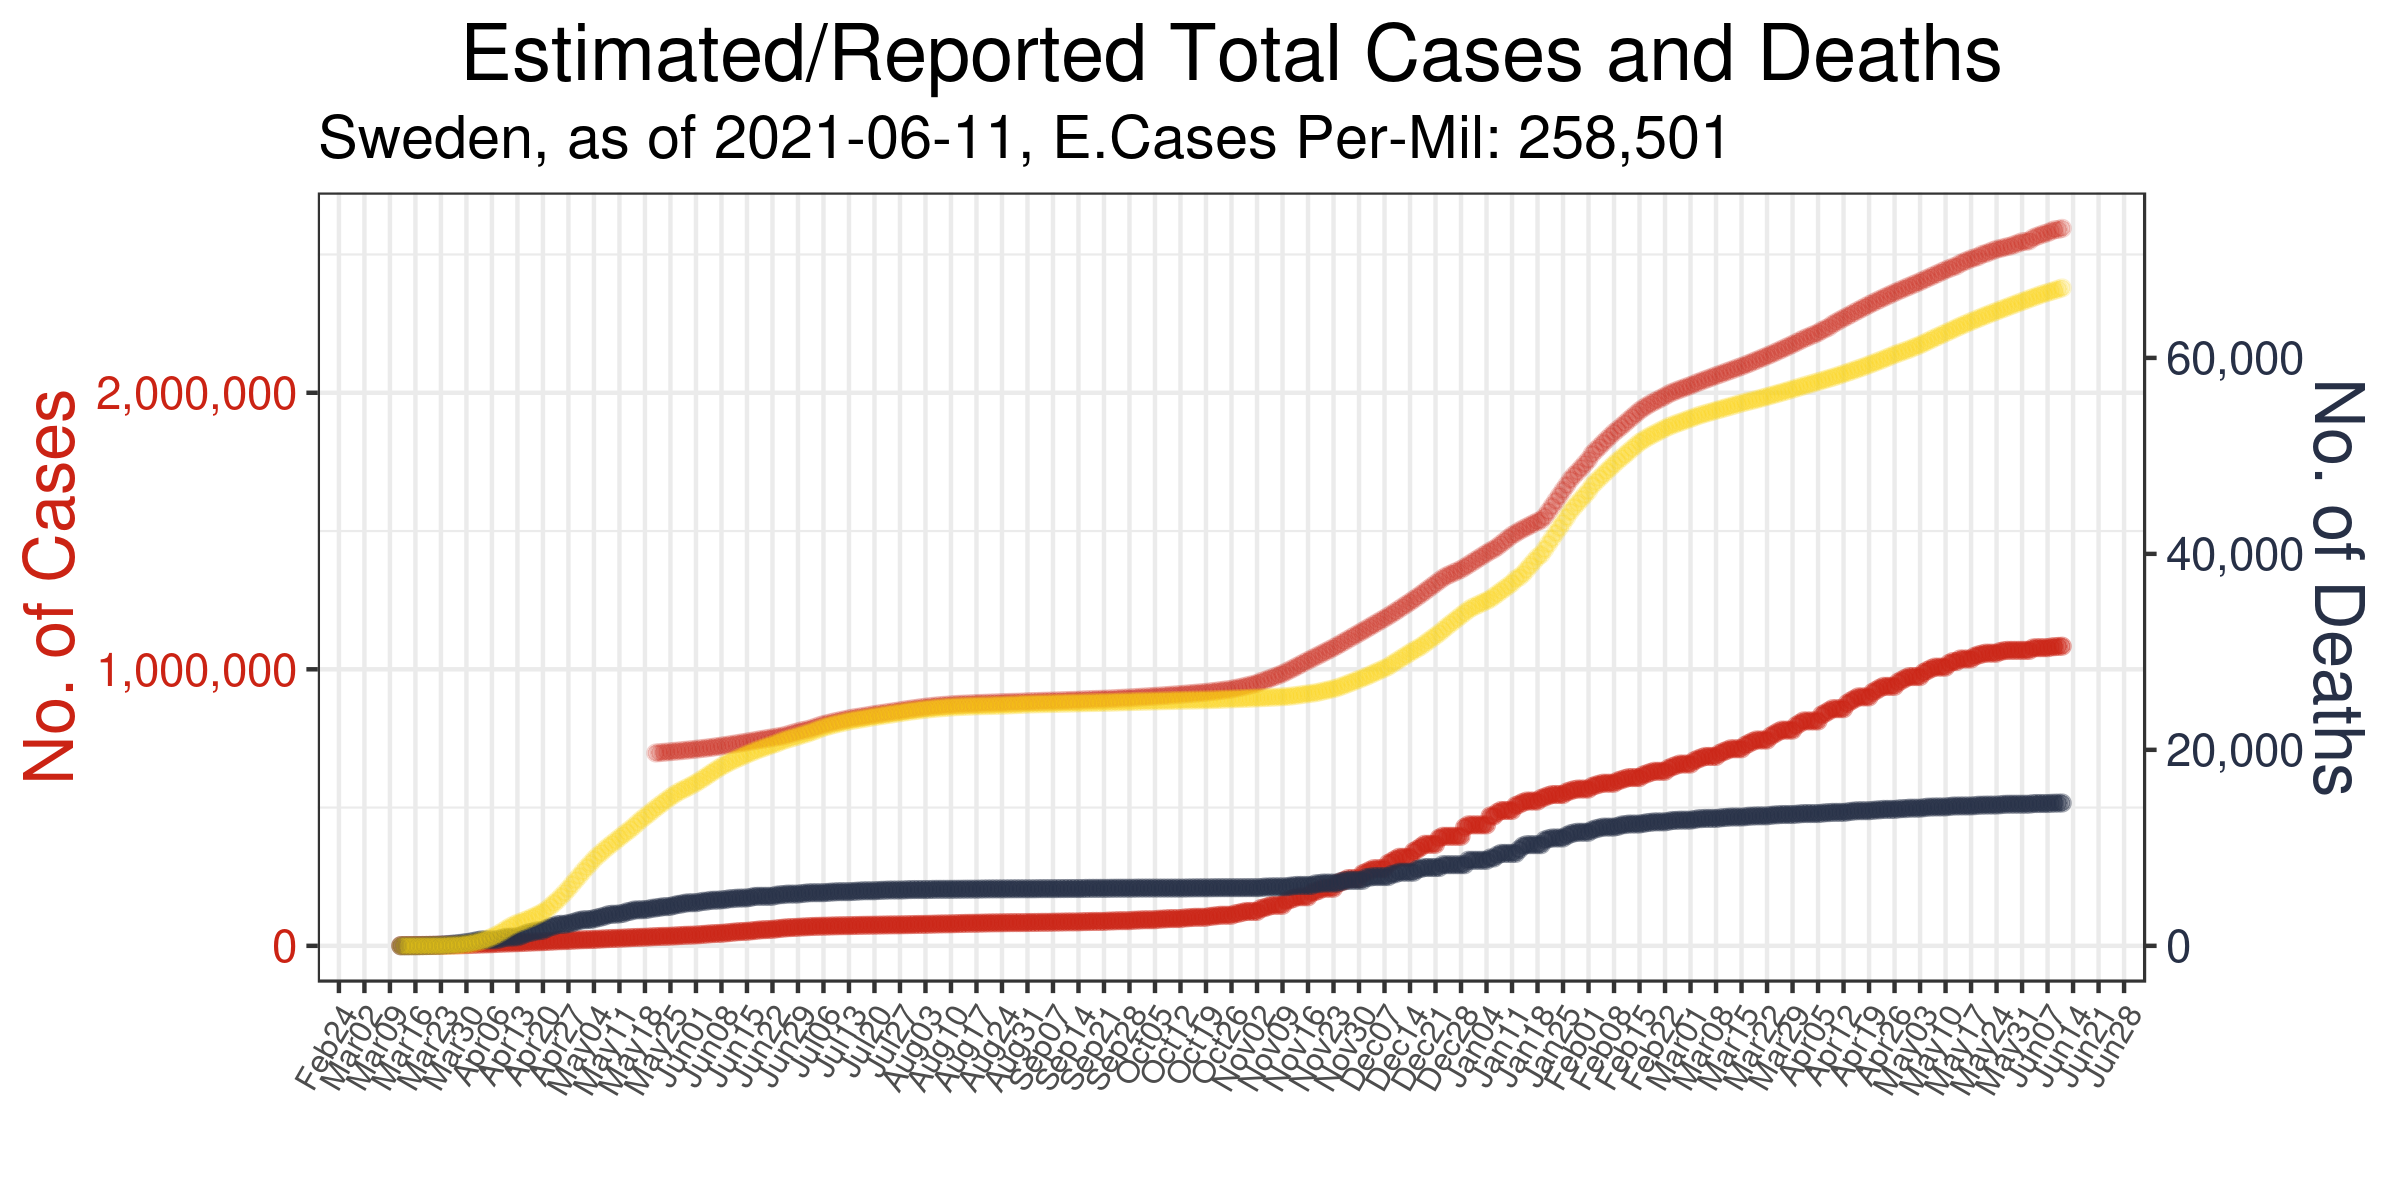 Estimated/Reported Total Cases and Deaths
Sweden, as of 2021-06-11, E.Cases Per-Mil: 258,501
No. of Cases
2,000,000
1,000,000
0
60,000
40,000
20,000
0
No. of Deaths
Feb24
Mar02
Mar09
Mar16
Mar23
Mar30
Apr06
Apr13
Apr20
Apr27
May04
May11
May18
May25
Jun01
Jun08
Jun15
Jun22
Jun29
Jul06
Jul13
Jul20
Jul27
Aug03
Aug10
Aug17
Aug24
Aug31
Sep07
Sep14
Sep21
Sep28
Oct05
Oct12
Oct19
Oct26
Nov02
Nov09
Nov16
Nov23
Nov30
Dec07
Dec14
Dec21
Dec28
Jan04
Jan11
Jan18
Jan25
Feb01
Feb08
Feb15
Feb22
Mar01
Mar08
Mar15
Mar22
Mar29
Apr05
Apr12
Apr19
Apr26
May03
May10
May17
May24
May31
Jun07
Jun14
Jun21
Jun28